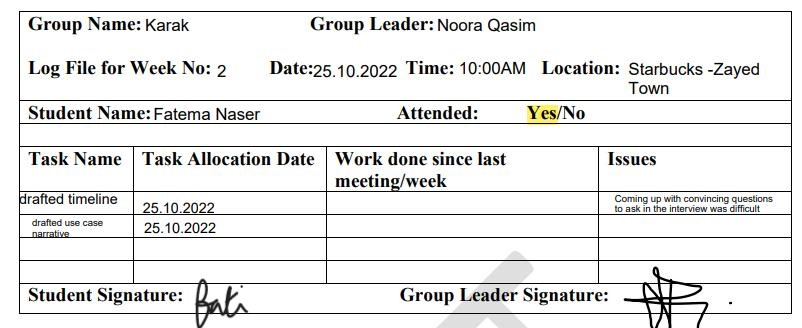 Group Name: Karak Group Leader: Noora Qasim
Log File for Week No: 2 Date:25.10.2022 Time: 10:00AM Location: Starbucks -Zayed
Town
Student Name: Fatema Naser Attended: Yes/No
Task Name Task Allocation Date Work done since last Issues
meeting/week
drafted timeline 25.10.2022 Coming up with convincing questions
to ask in the interview was difficult
drafted use case 25.10.2022
narrative
Student Signature: Group Leader Signature: